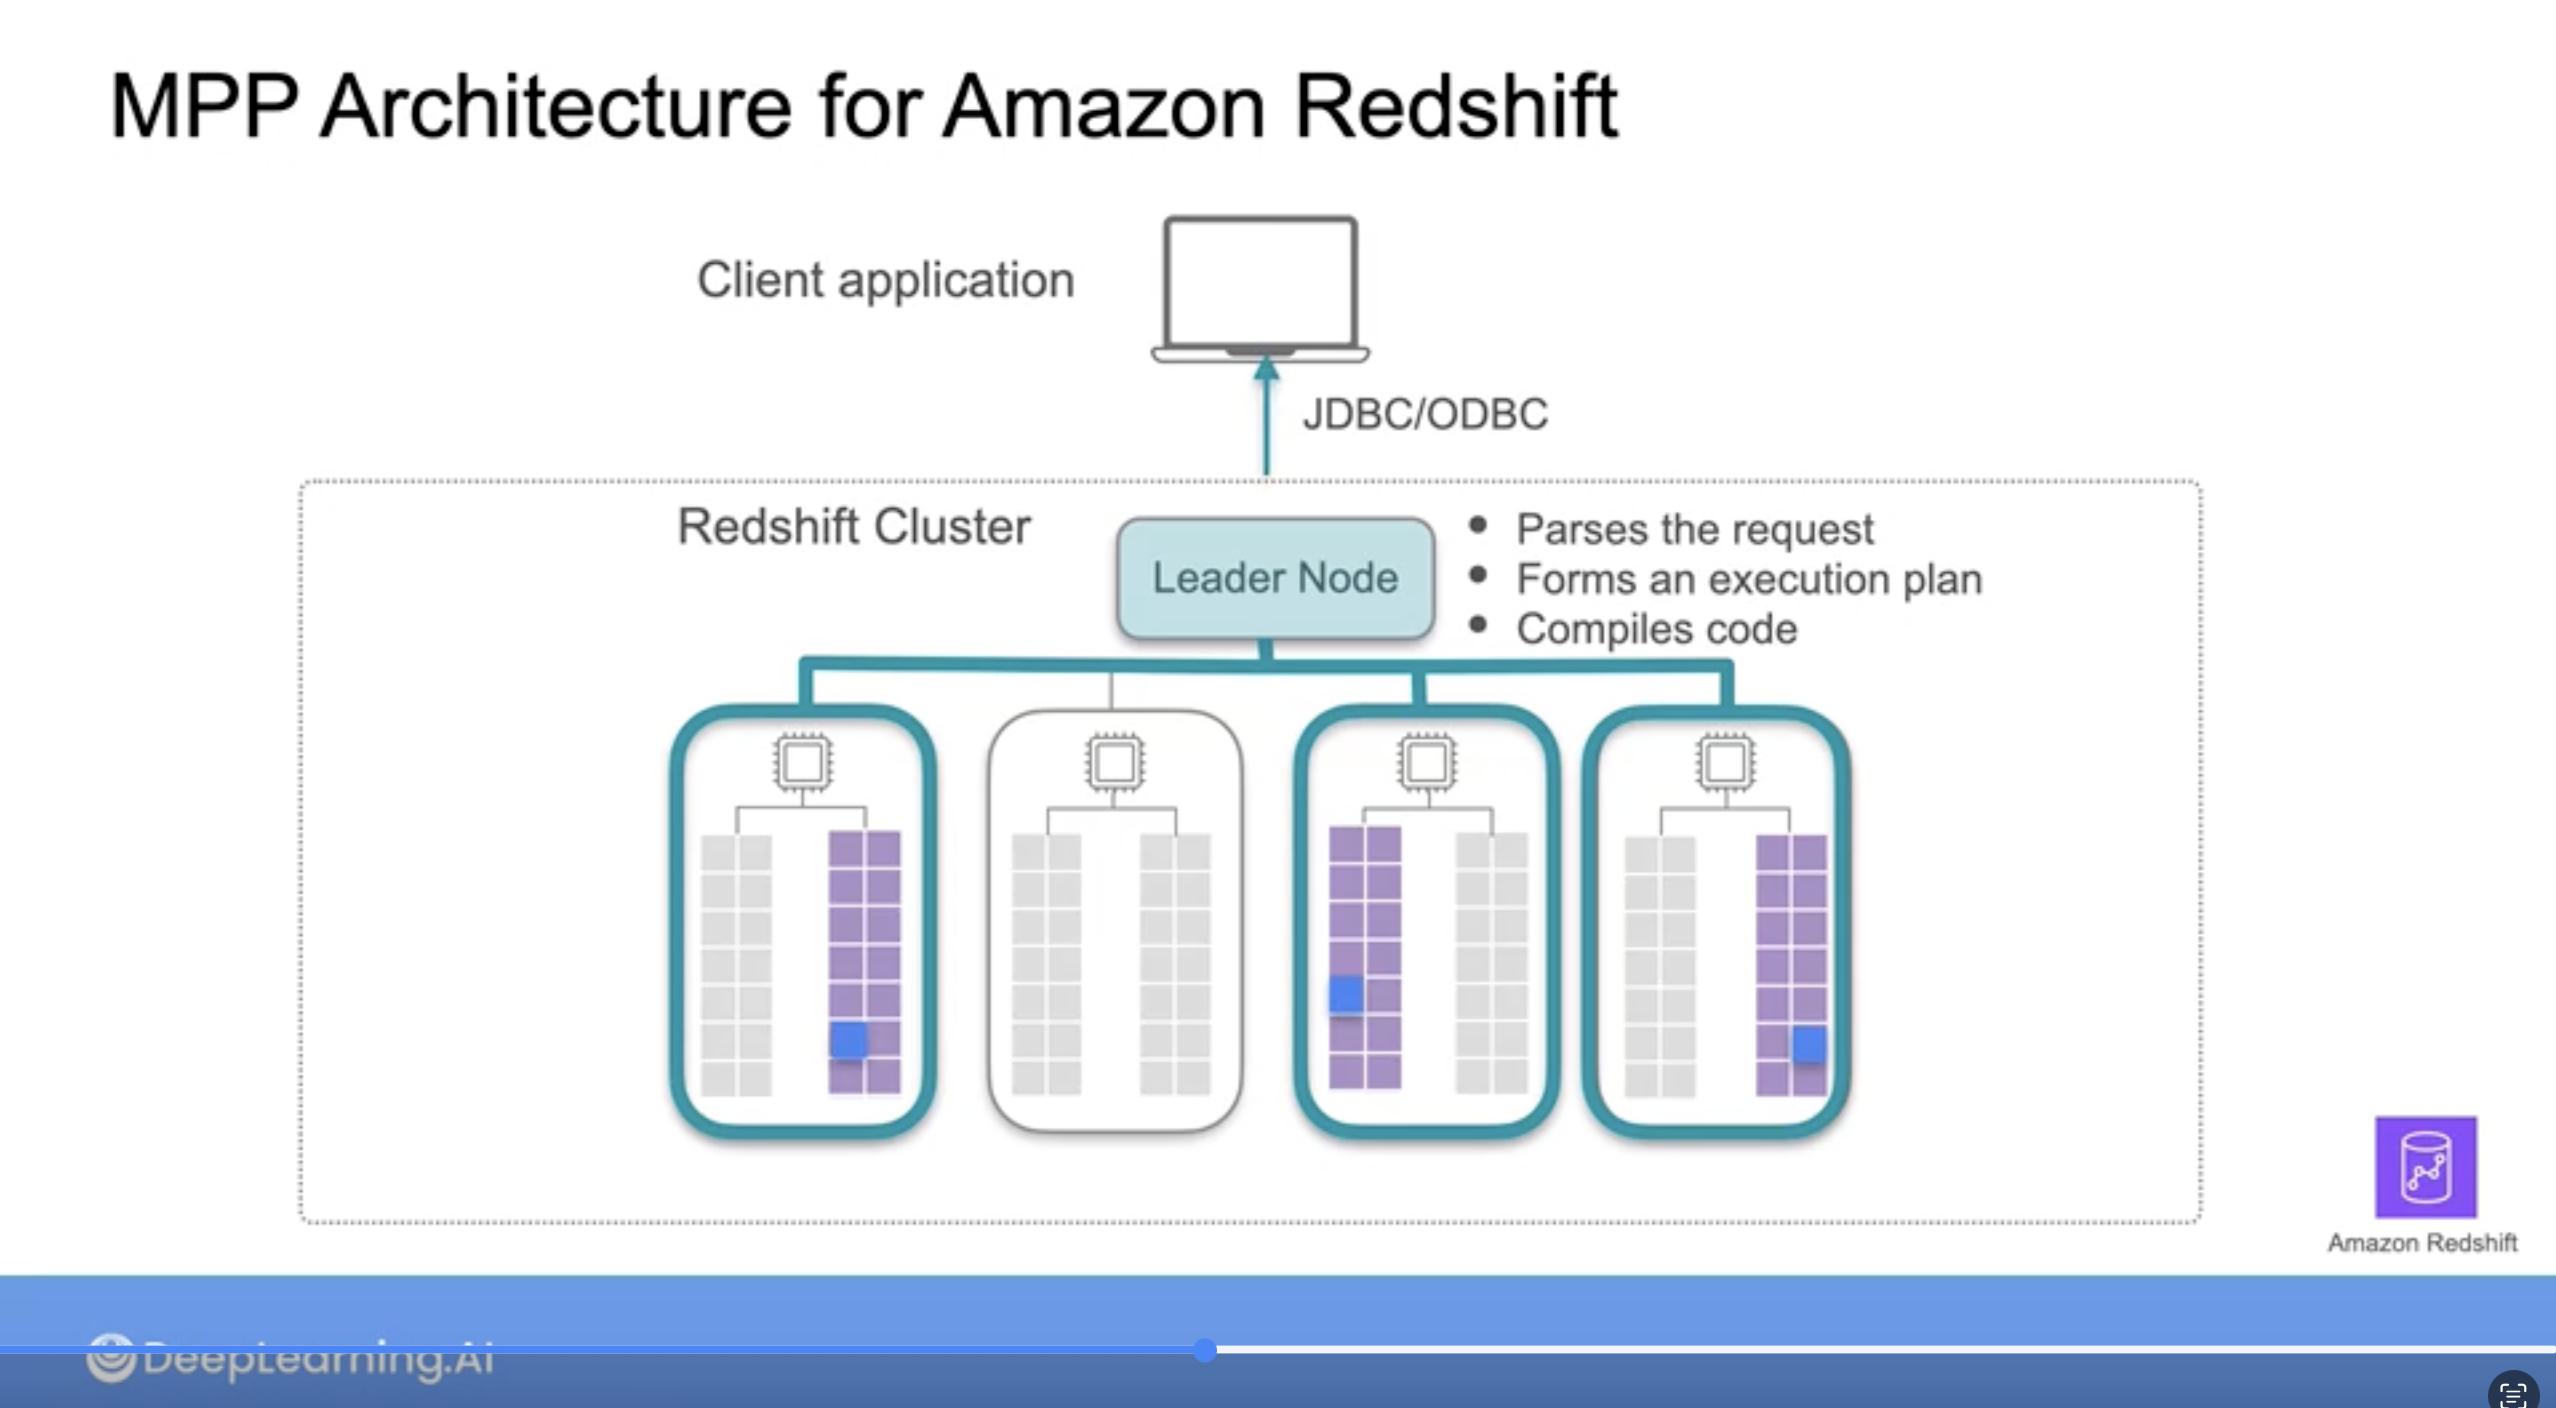 MPP Architecture for Amazon Redshift
Client application
JDBC/ODBC
Redshift Cluster
Leader Node
• Parses the request
• Forms an execution plan
• Compiles code
Amazon Redshift
DeepLearning.AI